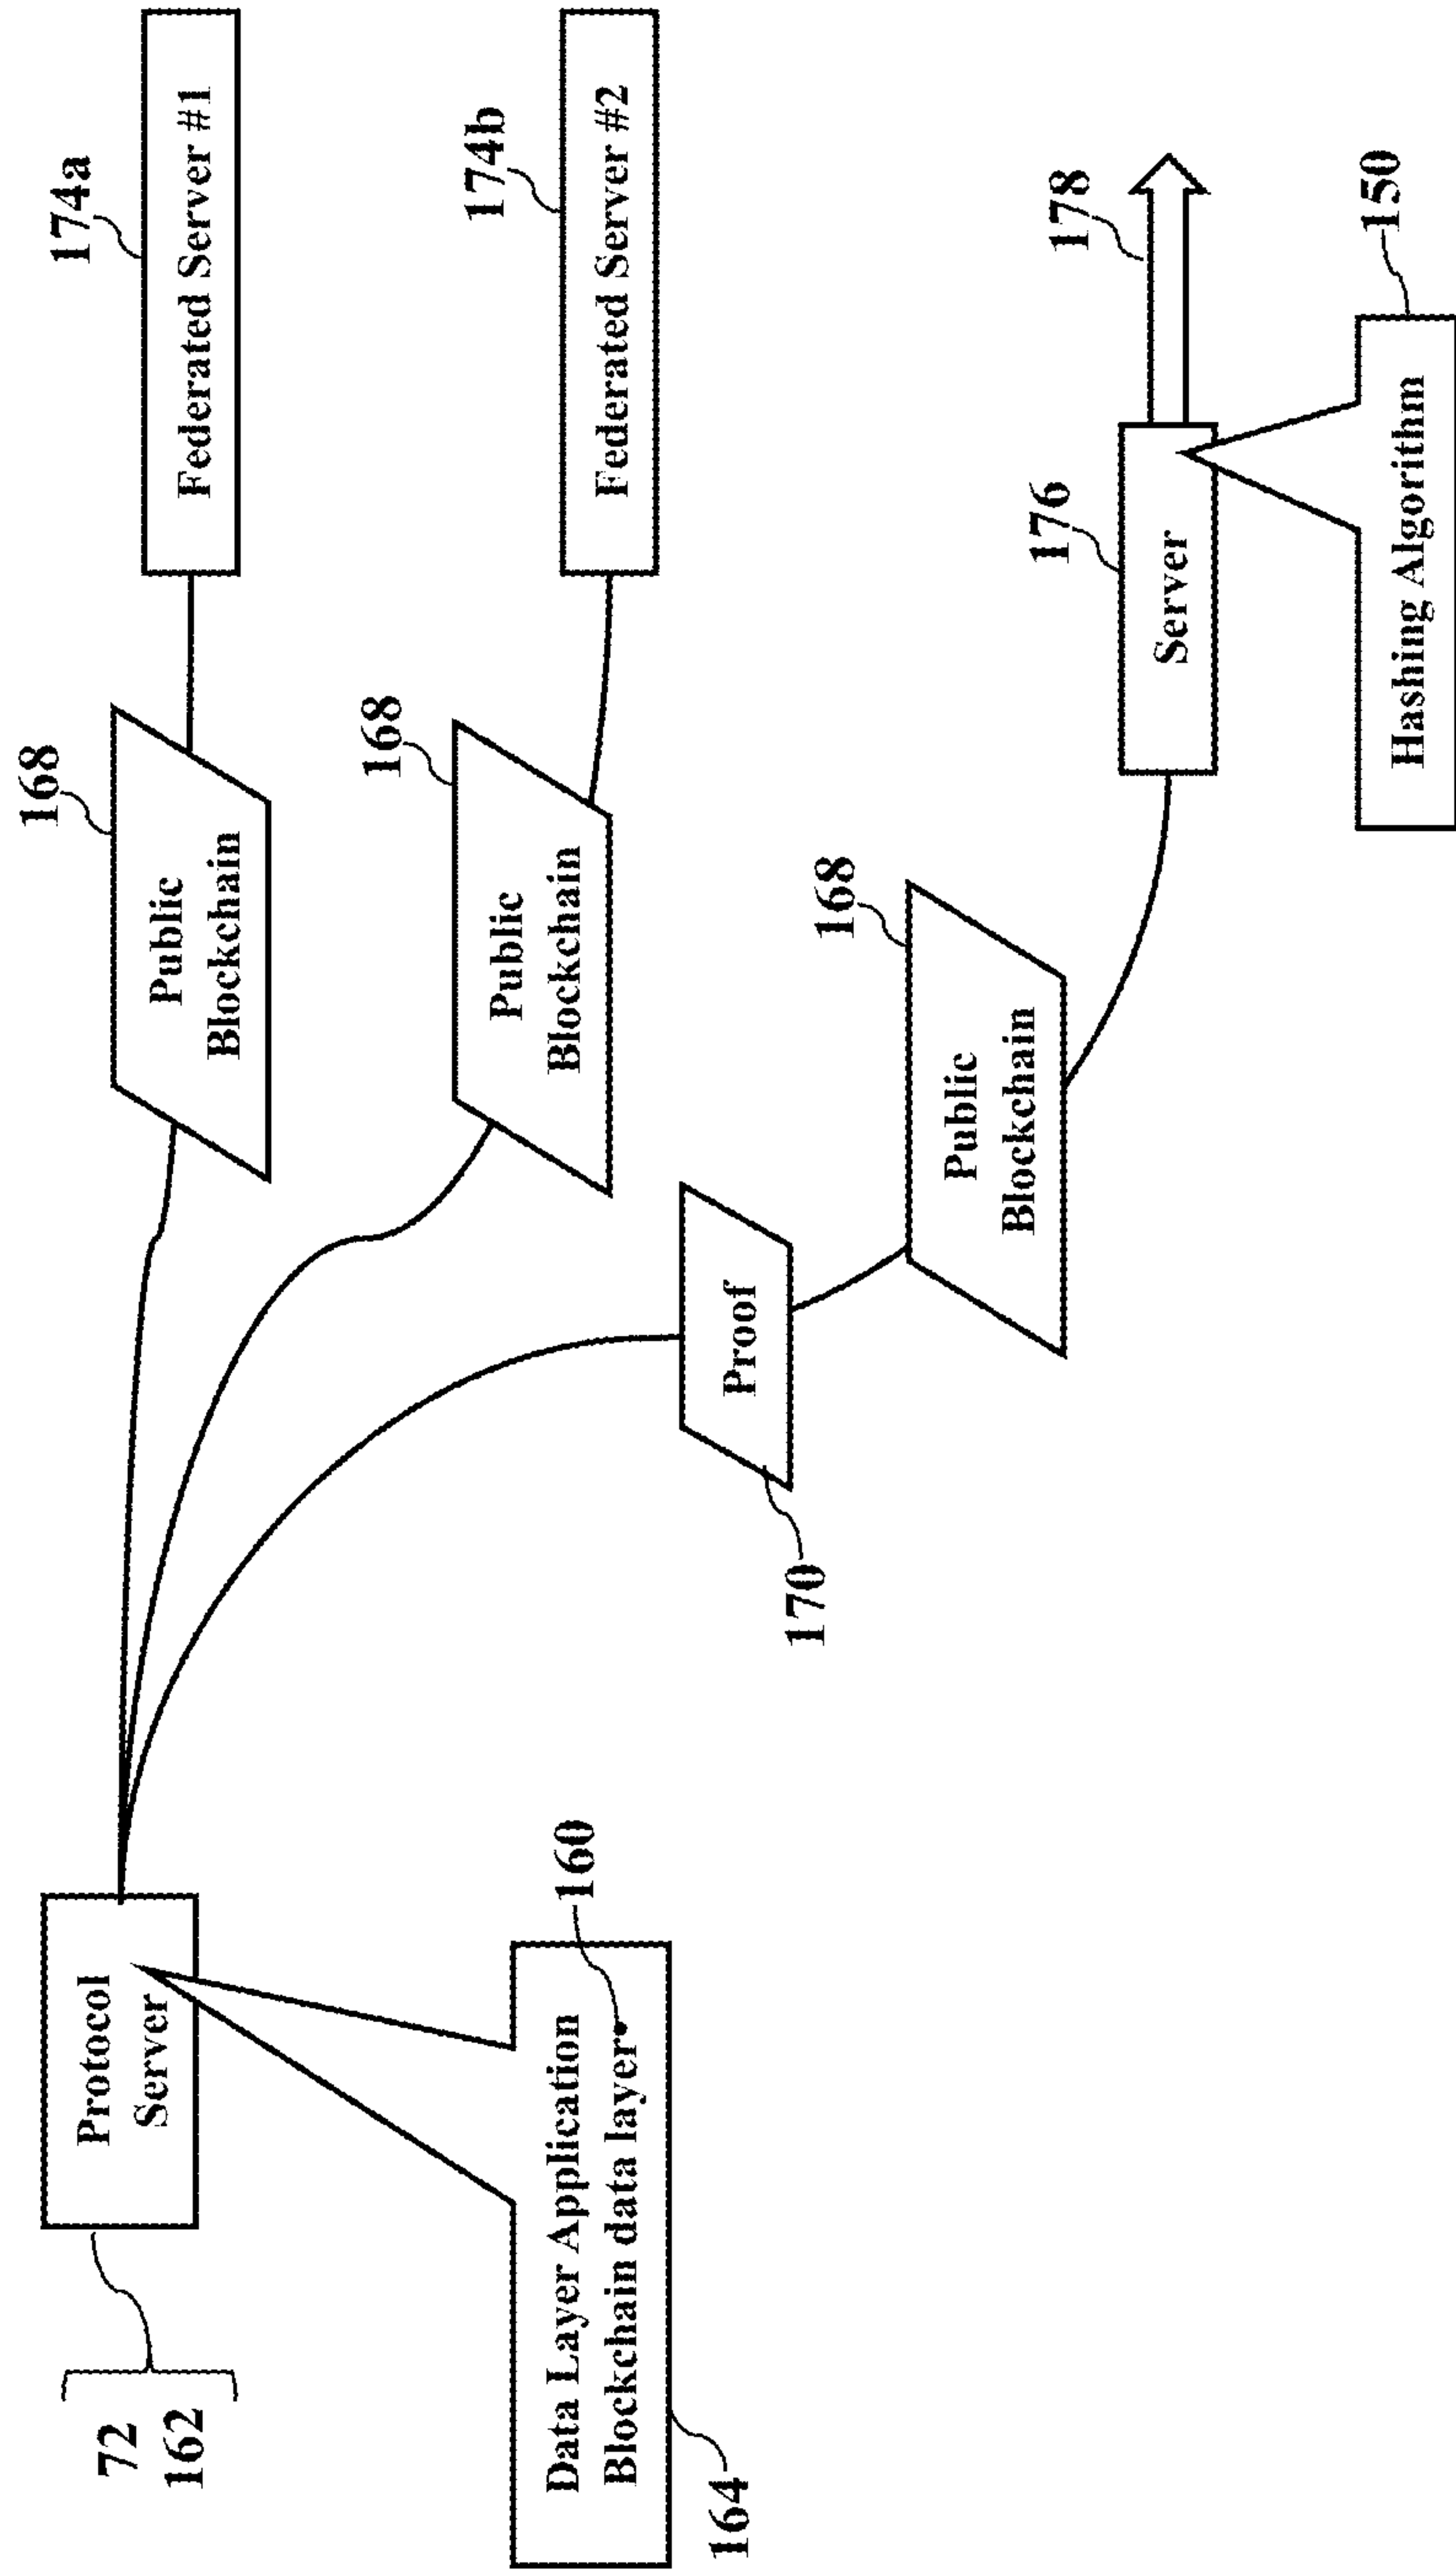 72
162
Protocol
Server
Data Layer Application
Blockchain data layer
160
164
168
Public
Blockchain
174a
Federated Server #1
168
Public
Blockchain
174b
Federated Server #2
Proof
170
168
Public
Blockchain
176
Server
178
Hashing Algorithm
150